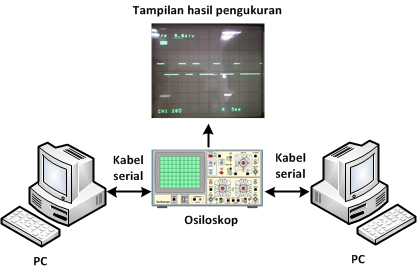 Tampilan hasil pengukuran
Kabel
serial
Kabel
serial
Osiloskop
PC
PC